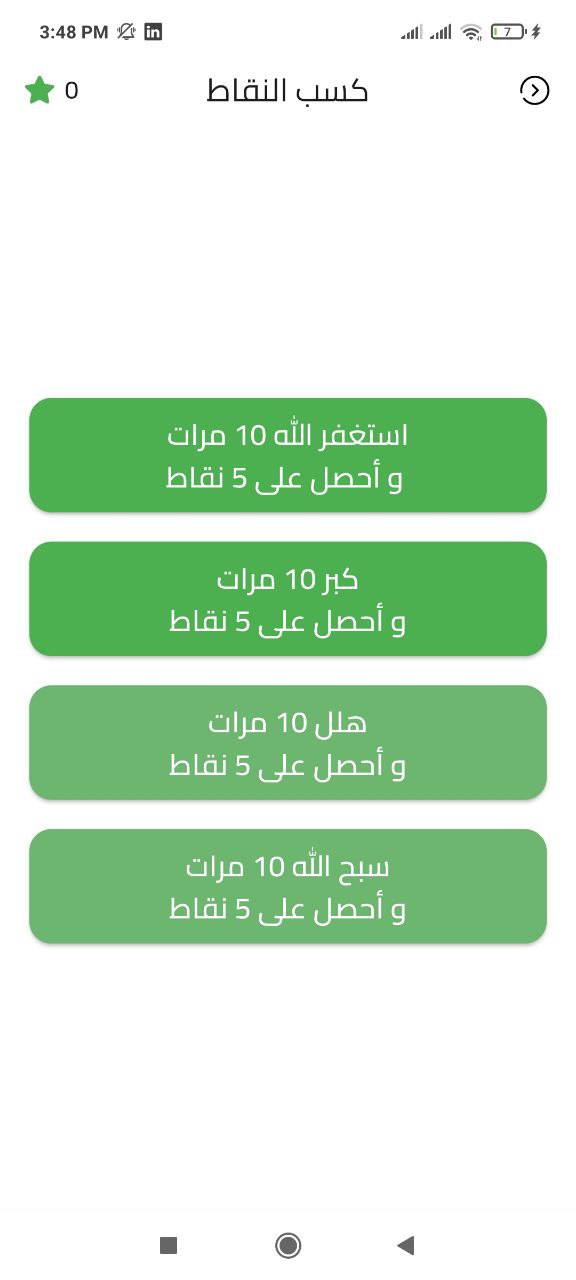 3:48 PM
7
0
كسب النقاط
استغفر الله 10 مرات
و أحصل على 5 نقاط
كبر 10 مرات
و أحصل على 5 نقاط
هلل 10 مرات
و أحصل على 5 نقاط
سبح الله 10 مرات
و أحصل على 5 نقاط